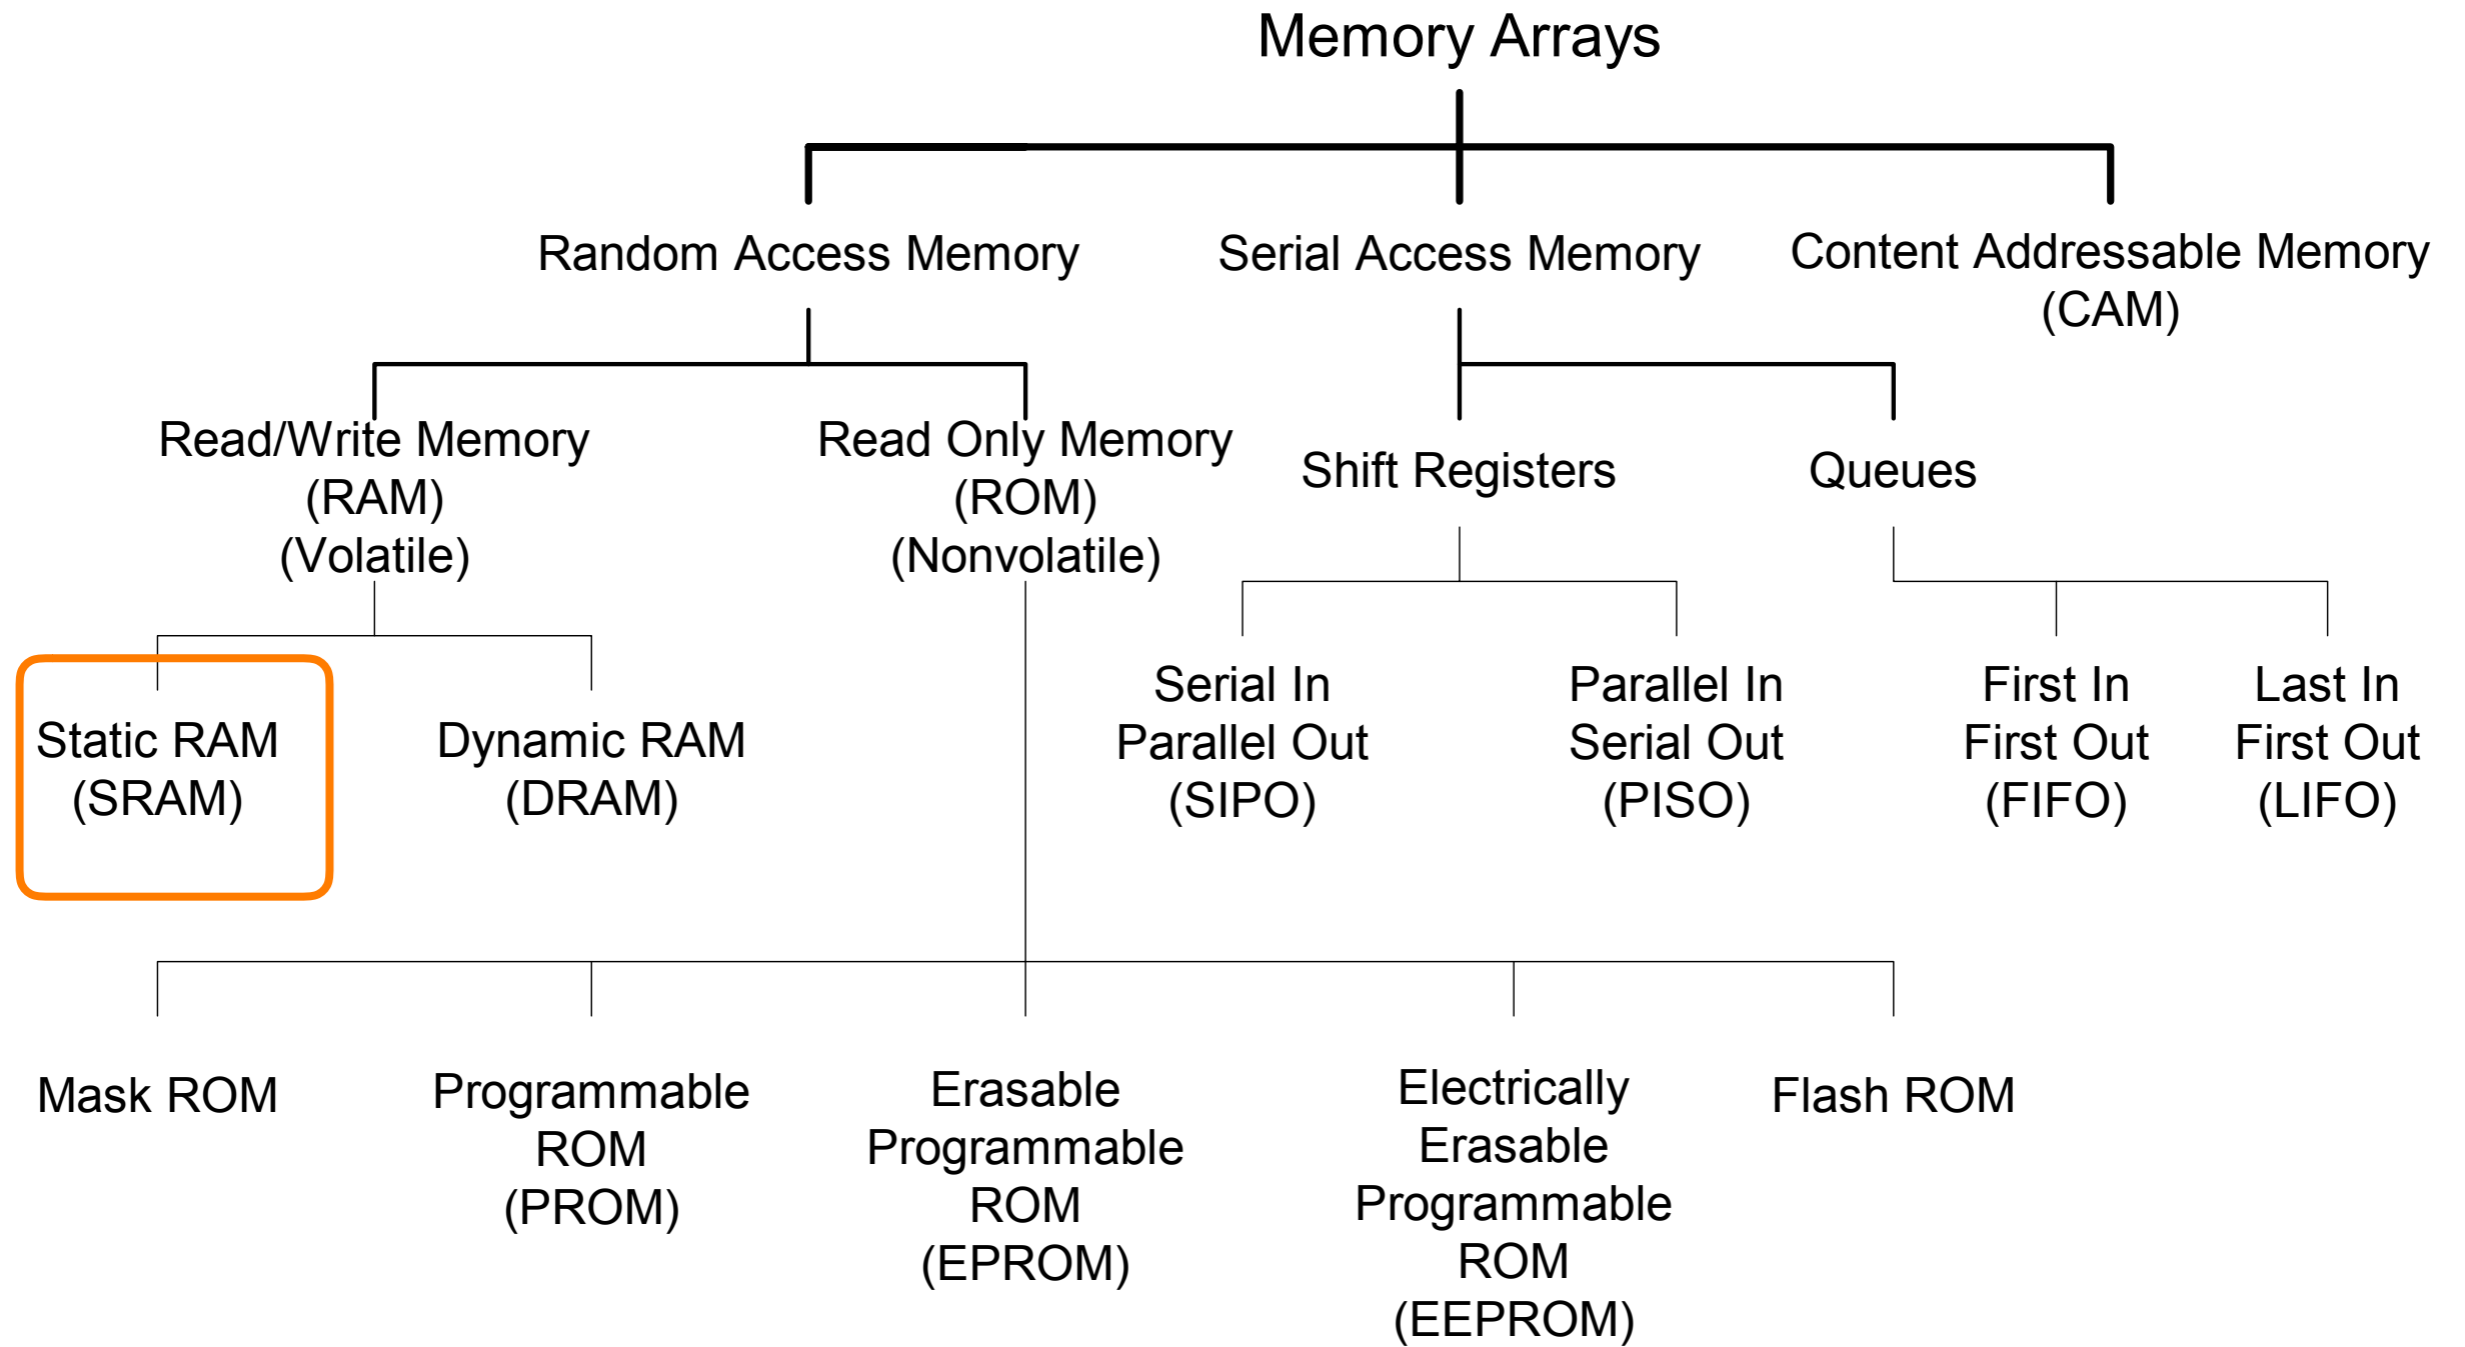 Memory Arrays
Random Access Memory
Serial Access Memory
Content Addressable Memory
(CAM)
Read/Write Memory
(RAM)
(Volatile)
Read Only Memory
(ROM)
(Nonvolatile)
Shift Registers
Queues
Static RAM
(SRAM)
Dynamic RAM
(DRAM)
Serial In
Parallel Out
(SIPO)
Parallel In
Serial Out
(PISO)
First In
First Out
(FIFO)
Last In
First Out
(LIFO)
Mask ROM
Programmable
ROM
(PROM)
Erasable
Programmable
ROM
(EPROM)
Electrically
Erasable
Programmable
ROM
(EEPROM)
Flash ROM